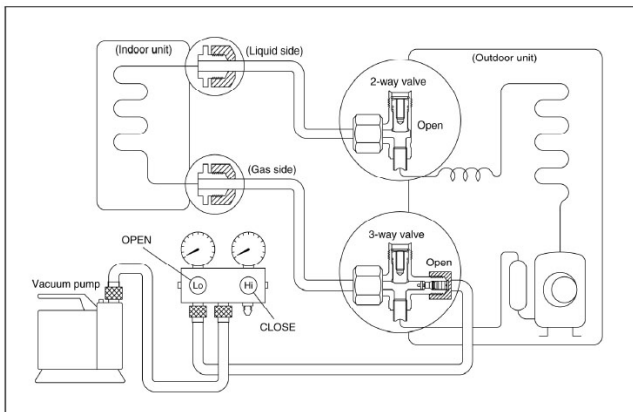 (Indoor unit)
(Liquid side)
(Outdoor unit)
2-way valve
Open
(Gas side)
3-way valve
OPEN
Open
Vacuum pump
Lo
Hi
CLOSE